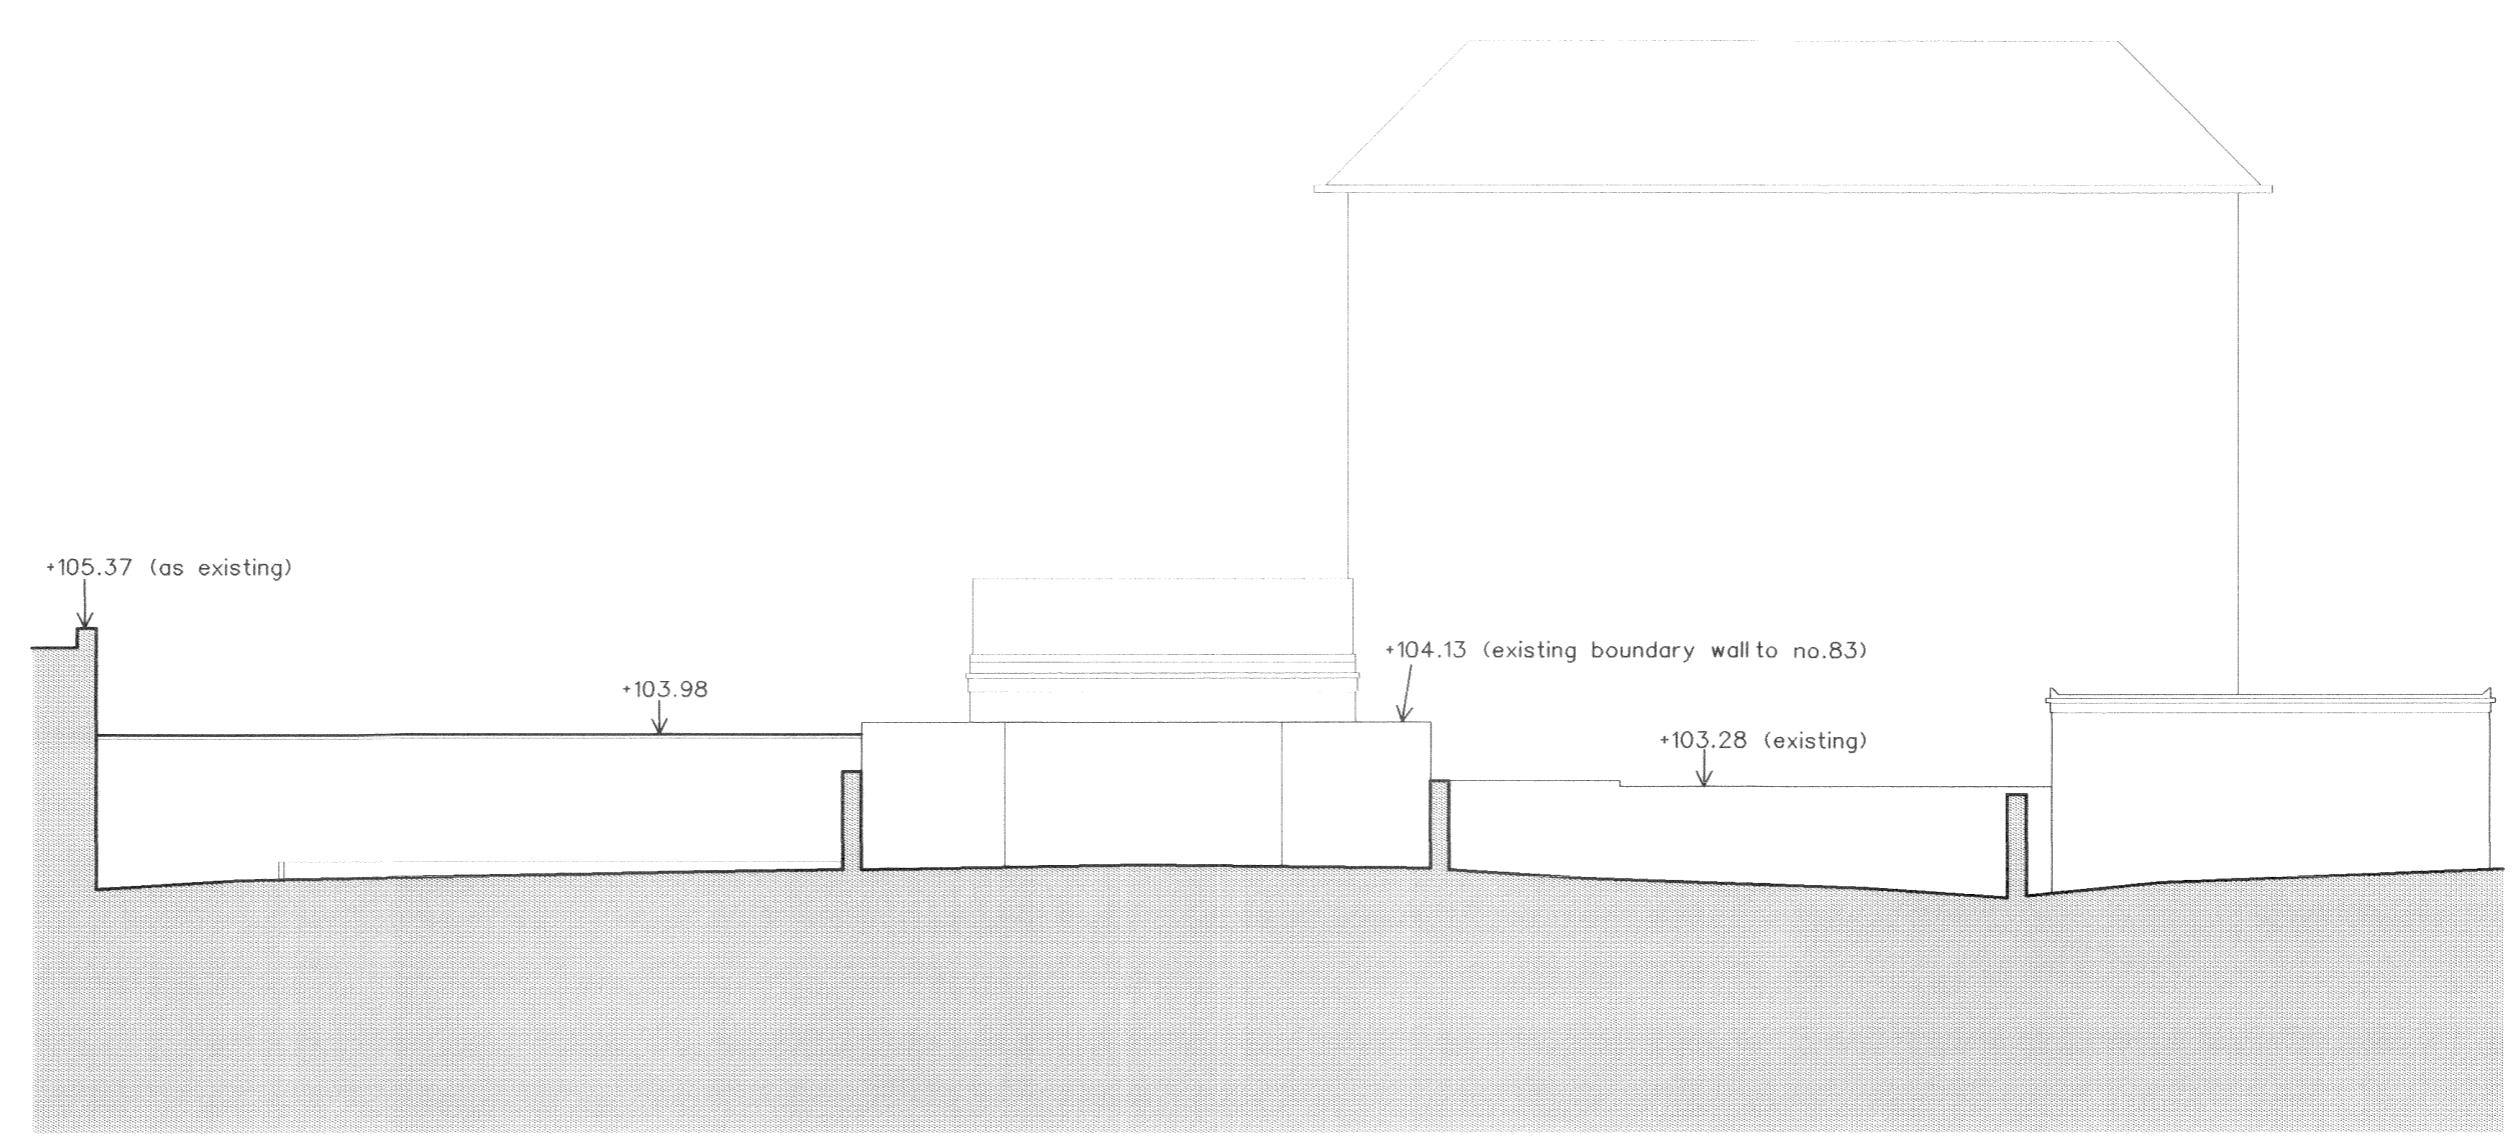 +105.37 (as existing)
+104.13 (existing boundary wall to no.83)
+103.98
+103.28 (existing)